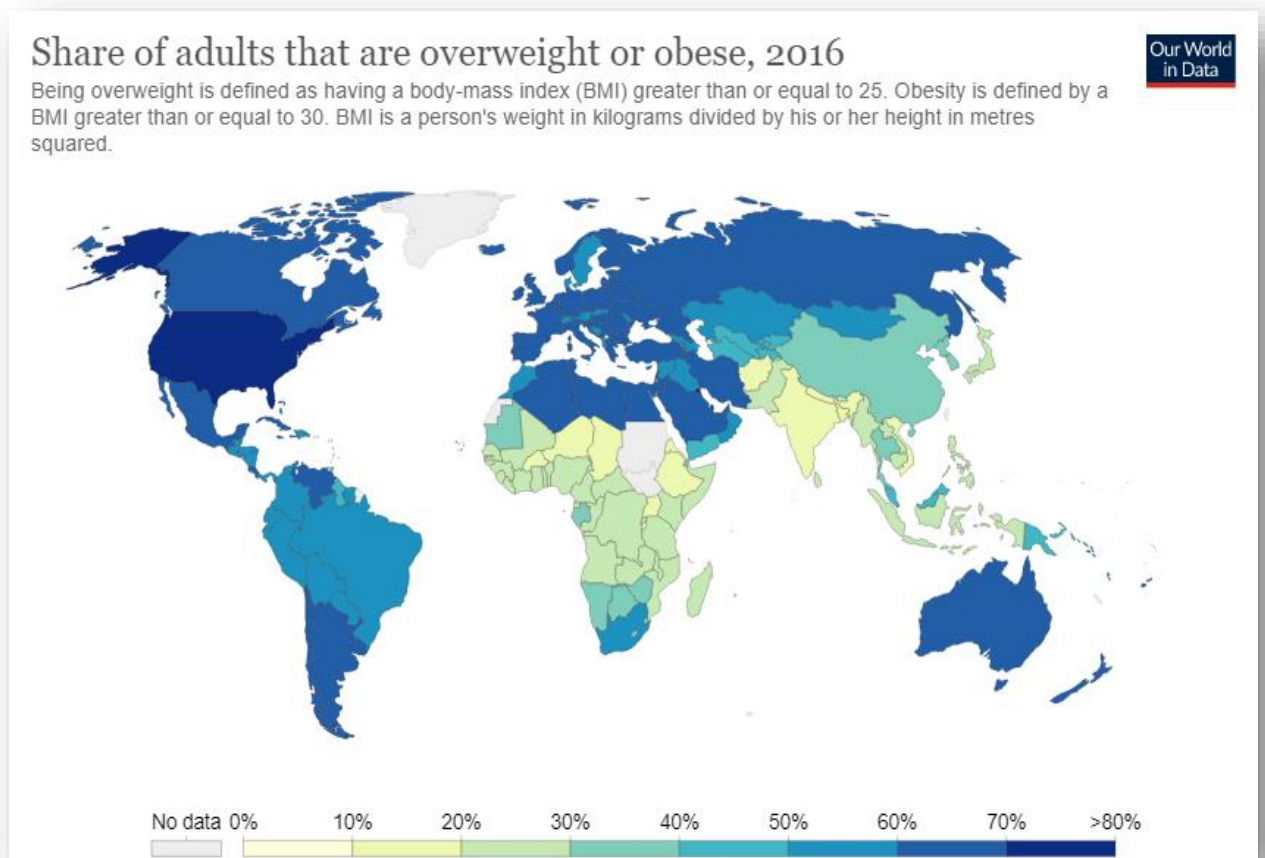 Share of adults that are overweight or obese, 2016
Our World
in Data
Being overweight is defined as having a body-mass index (BMI) greater than or equal to 25. Obesity is defined by a
BMI greater than or equal to 30. BMI is a person's weight in kilograms divided by his or her height in metres
squared.
No data 0% 10% 20% 30% 40% 50% 60% 70% >80%